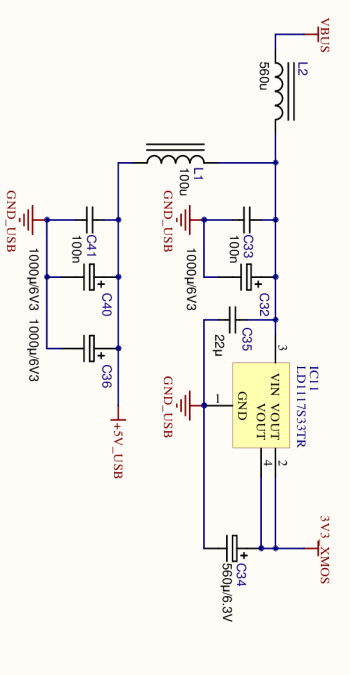 VBUS
L2
560u
L1
100u
GND_USB
C41
100n
1000µ/6V3
C40
1000µ/6V3
C36
+5V_USB
GND_USB
C33
100n
1000µ/6V3
C32
C35
22µ
GND_USB
IC11
LD1117S33TR
3
VIN VOUT
VOUT
GND
1
4
2
3V3_XMOS
C34
560µ/6.3V